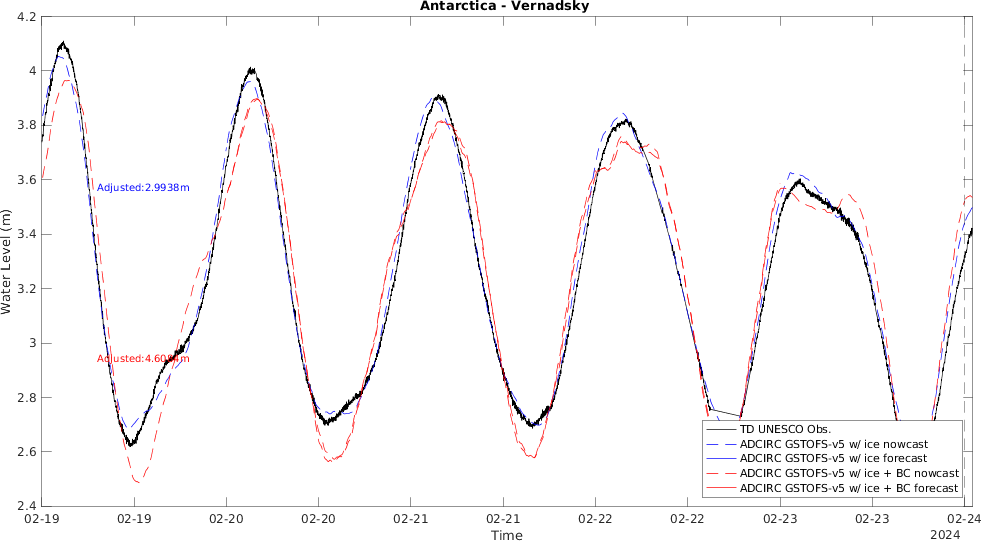 Antarctica - Vernadsky
4.2
4
3.8
3.6
3.4
3.2
3
2.8
2.6
2.4
Water Level (m)
Adjusted:2.9938m
TD UNESCO Obs.
ADCIRC GSTOFS-v5 w/ ice nowcast
ADCIRC GSTOFS-v5 w/ ice forecast
ADCIRC GSTOFS-v5 w/ ice + BC nowcast
ADCIRC GSTOFS-v5 w/ ice + BC forecast
02-19 02-19 02-20 02-20 02-21 02-21 02-22 02-22 02-23 02-23 02-24
Time
2024